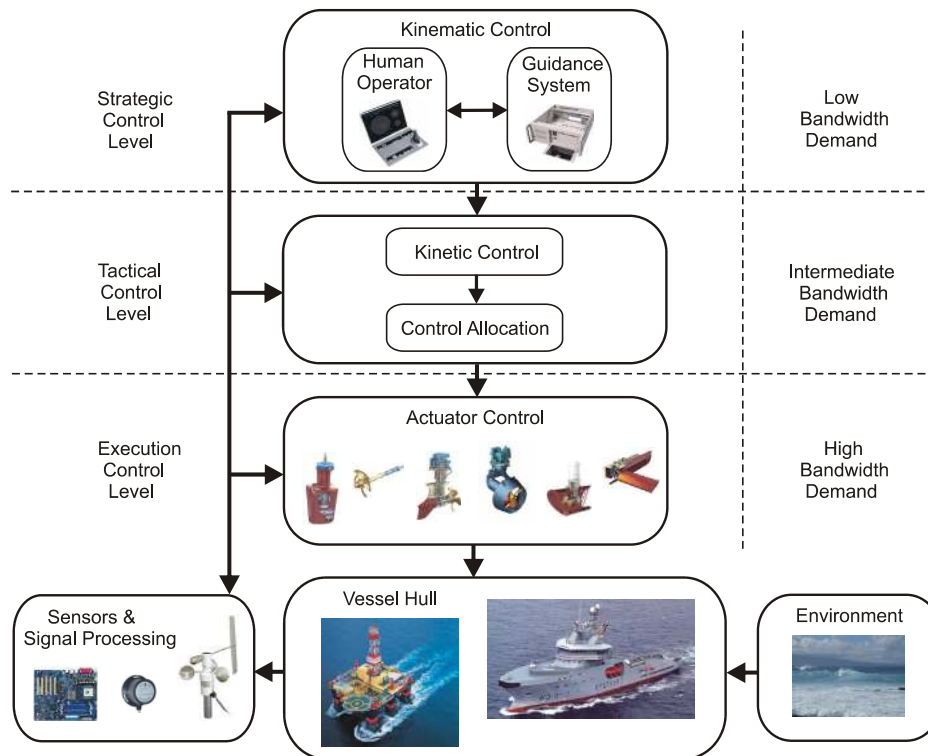 Kinematic Control
Human
Operator
Guidance
System
Strategic
Control
Level
Low
Bandwidth
Demand
Kinetic Control
Control Allocation
Tactical
Control
Level
Intermediate
Bandwidth
Demand
Actuator Control
Execution
Control
Level
High
Bandwidth
Demand
Sensors &
Signal Processing
Vessel Hull
Environment